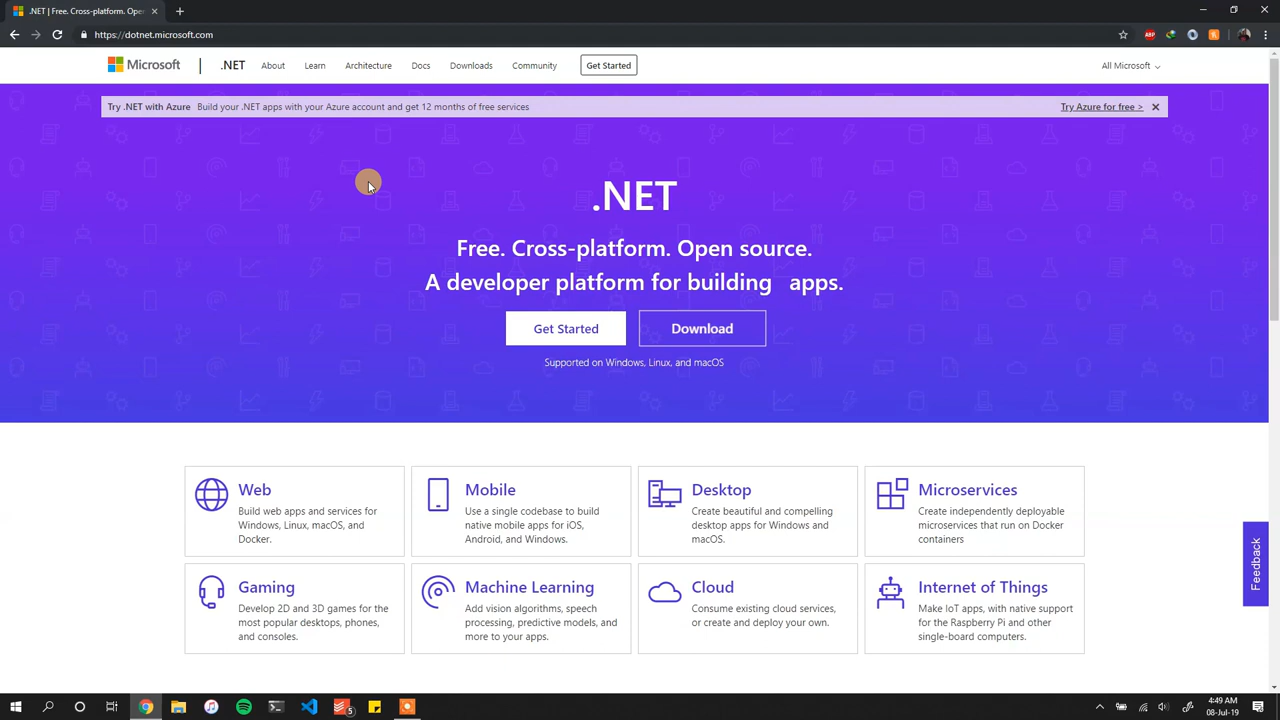 .NET | Free. Cross-platform. Open
https://dotnet.microsoft.com
ABP
Microsoft
.NET
About
Learn
Architecture
Docs
Downloads
Community
Get Started
All Microsoft
Try .NET with Azure Build your .NET apps with your Azure account and get 12 months of free services
Try Azure for free >
.NET
Free. Cross-platform. Open source.
A developer platform for building apps.
Get Started
Download
Supported on Windows, Linux, and macOS
Web
Build web apps and services for
Windows, Linux, macOS, and
Docker.
Mobile
Use a single codebase to build
native mobile apps for iOS,
Android, and Windows.
Desktop
Create beautiful and compelling
desktop apps for Windows and
macOS.
Microservices
Create independently deployable
microservices that run on Docker
containers
Gaming
Develop 2D and 3D games for the
most popular desktops, phones,
and consoles.
Machine Learning
Add vision algorithms, speech
processing, predictive models, and
more to your apps.
Cloud
Consume existing cloud services,
or create and deploy your own.
Internet of Things
Make IoT apps, with native support
for the Raspberry Pi and other
single-board computers.
Feedback
5
4:49 AM
08-Jul-19